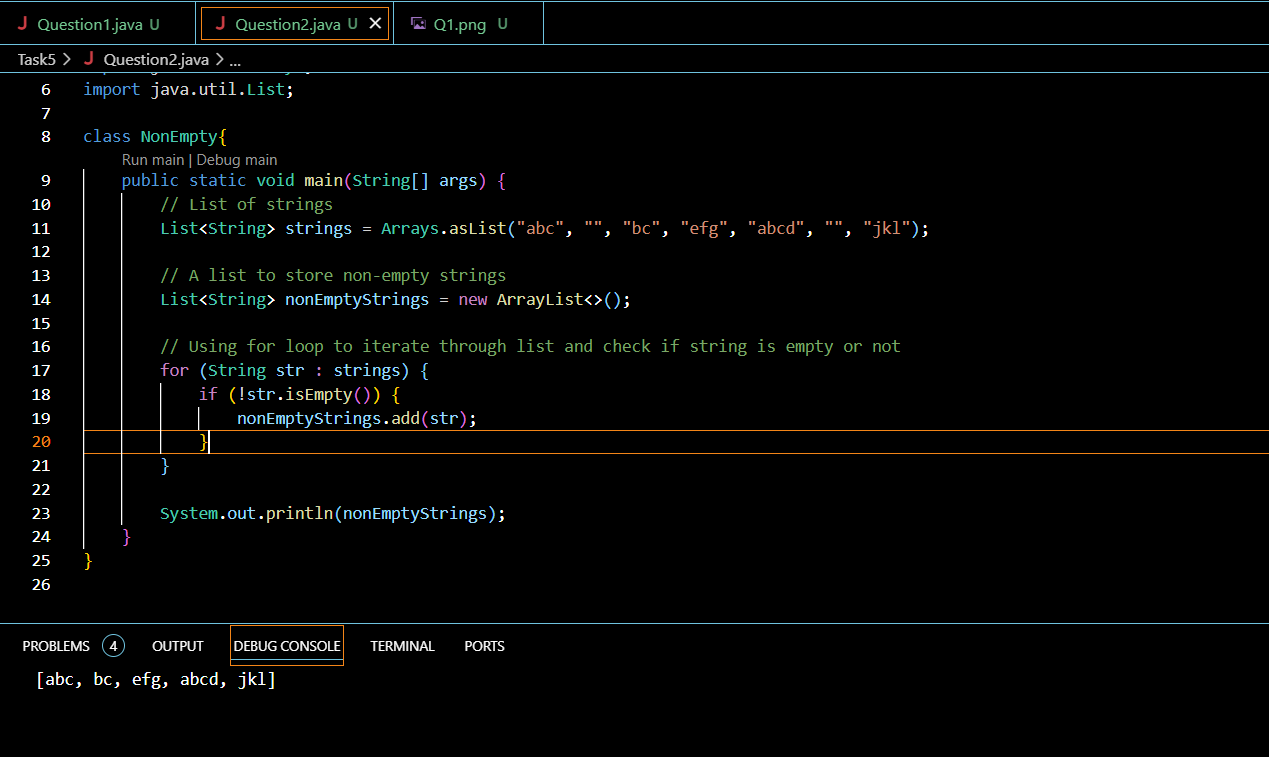 Question1.java U Question2.java U Q1.png U
Task5 > Question2.java > ...
6 import java.util.List;
7
8 class NonEmpty{
Run main | Debug main
9 public static void main(String[] args) {
10 // List of strings
11 List<String> strings = Arrays.asList("abc", "", "bc", "efg", "abcd", "", "jkl");
12
13 // A list to store non-empty strings
14 List<String> nonEmptyStrings = new ArrayList<>();
15
16 // Using for loop to iterate through list and check if string is empty or not
17 for (String str : strings) {
18 if (!str.isEmpty()) {
19 nonEmptyStrings.add(str);
20 }
21 }
22
23 System.out.println(nonEmptyStrings);
24 }
25 }
26
PROBLEMS 4 OUTPUT DEBUG CONSOLE TERMINAL PORTS
[abc, bc, efg, abcd, jkl]